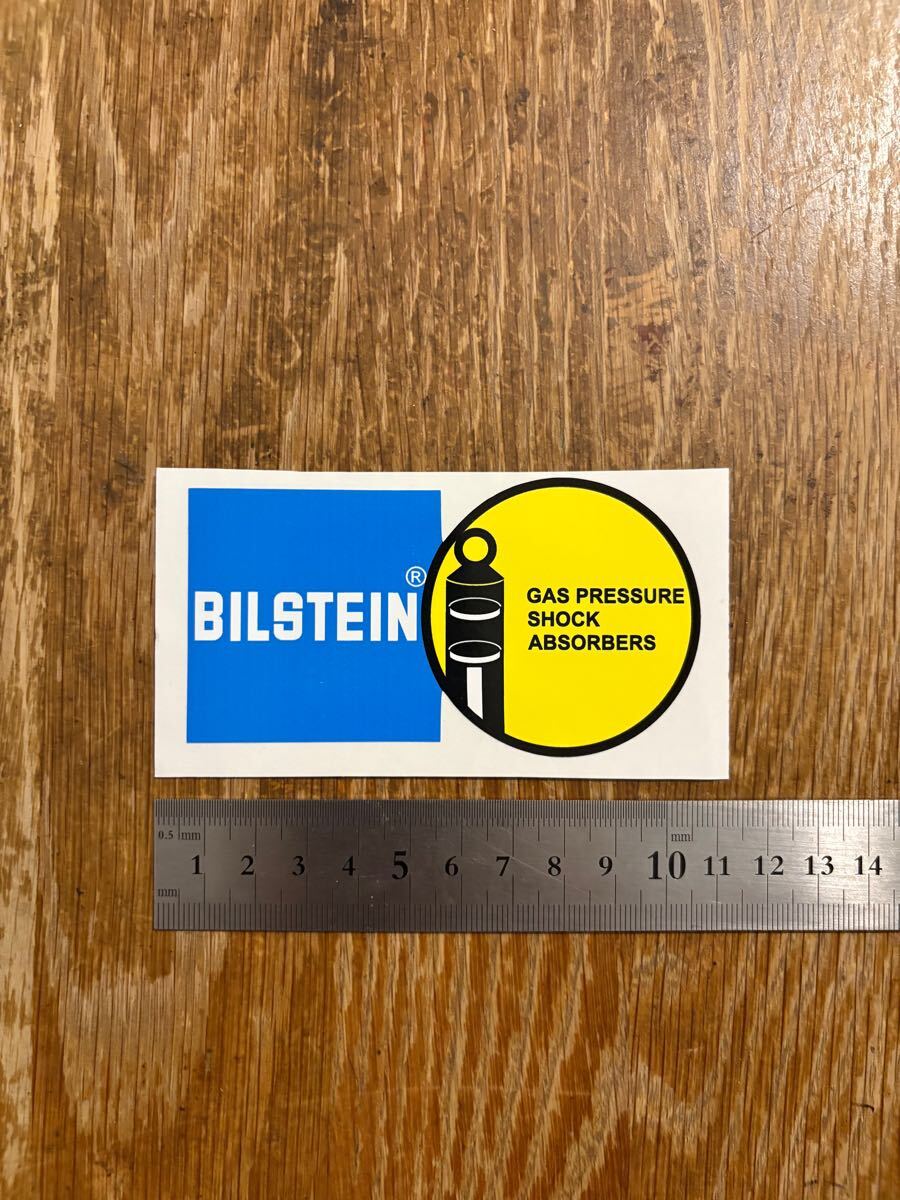 BILSTEIN®
GAS PRESSURE
SHOCK
ABSORBERS
0.5 mm
mm
1 2 3 4 5 6 7 8 9 10 11 12 13 14
mm